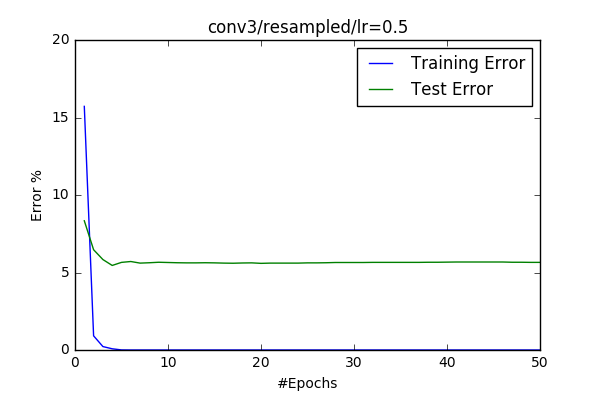 conv3/resampled/lr=0.5
20
15
10
5
0
Error %
Training Error
Test Error
0 10 20 30 40 50
#Epochs